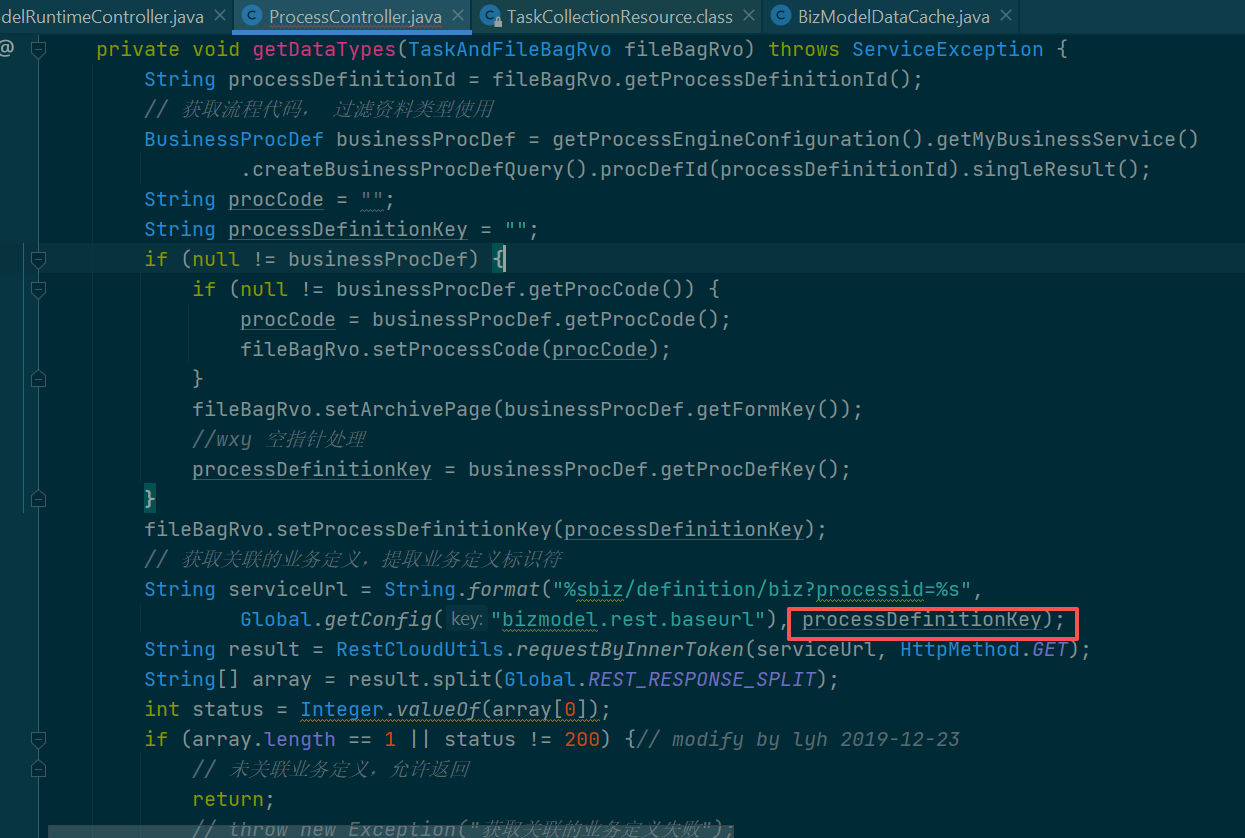 delRuntimeController.java × ProcessController.java × TaskCollectionResource.class × BizModelDataCache.java ×
@ private void getDataTypes(TaskAndFileBagRvo fileBagRvo) throws ServiceException {
String processDefinitionId = fileBagRvo.getProcessDefinitionId();
// 获取流程代码， 过滤资料类型使用
BusinessProcDef businessProcDef = getProcessEngineConfiguration().getMyBusinessService()
.createBusinessProcDefQuery().procDefId(processDefinitionId).singleResult();
String procCode = "";
String processDefinitionKey = "";
if (null != businessProcDef) {
if (null != businessProcDef.getProcCode()) {
procCode = businessProcDef.getProcCode();
fileBagRvo.setProcessCode(procCode);
}
fileBagRvo.setArchivePage(businessProcDef.getFormKey());
//wxy 空指针处理
processDefinitionKey = businessProcDef.getProcDefKey();
}
fileBagRvo.setProcessDefinitionKey(processDefinitionKey);
// 获取关联的业务定义，提取业务定义标识符
String serviceUrl = String.format("%sbiz/definition/biz?processid=%s",
Global.getConfig( key: "bizmodel.rest.baseurl"), processDefinitionKey);
String result = RestCloudUtils.requestByInnerToken(serviceUrl, HttpMethod.GET);
String[] array = result.split(Global.REST_RESPONSE_SPLIT);
int status = Integer.valueOf(array[0]);
if (array.length == 1 || status != 200) {// modify by lyh 2019-12-23
// 未关联业务定义，允许返回
return;
// throw new Exception("获取关联的业务定义失败");